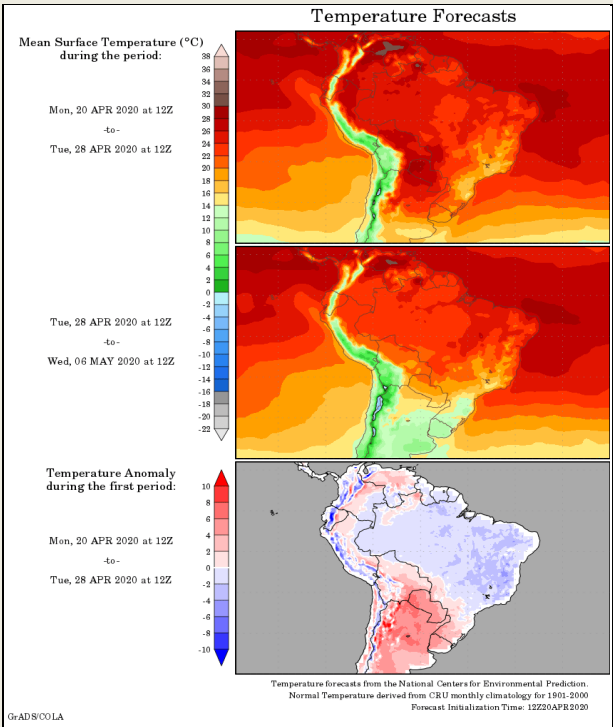 Temperature Forecasts
Mean Surface Temperature (°C)
during the period:
Mon, 20 APR 2020 at 12Z
-to-
Tue, 28 APR 2020 at 12Z
38
36
34
32
30
28
26
24
22
20
18
16
14
12
10
8
6
4
2
0
-2
-4
-6
-8
-10
-12
-14
-16
-18
-20
-22
Tue, 28 APR 2020 at 12Z
-to-
Wed, 06 MAY 2020 at 12Z
Temperature Anomaly
during the first period:
Mon, 20 APR 2020 at 12Z
-to-
Tue, 28 APR 2020 at 12Z
10
8
6
4
2
0
-2
-4
-6
-8
-10
Temperature forecasts from the National Centers for Environmental Prediction.
Normal Temperature derived from CRU monthly climatology for 1901-2000
Forecast Initialization Time: 12Z20APR2020
GrADS/COLA